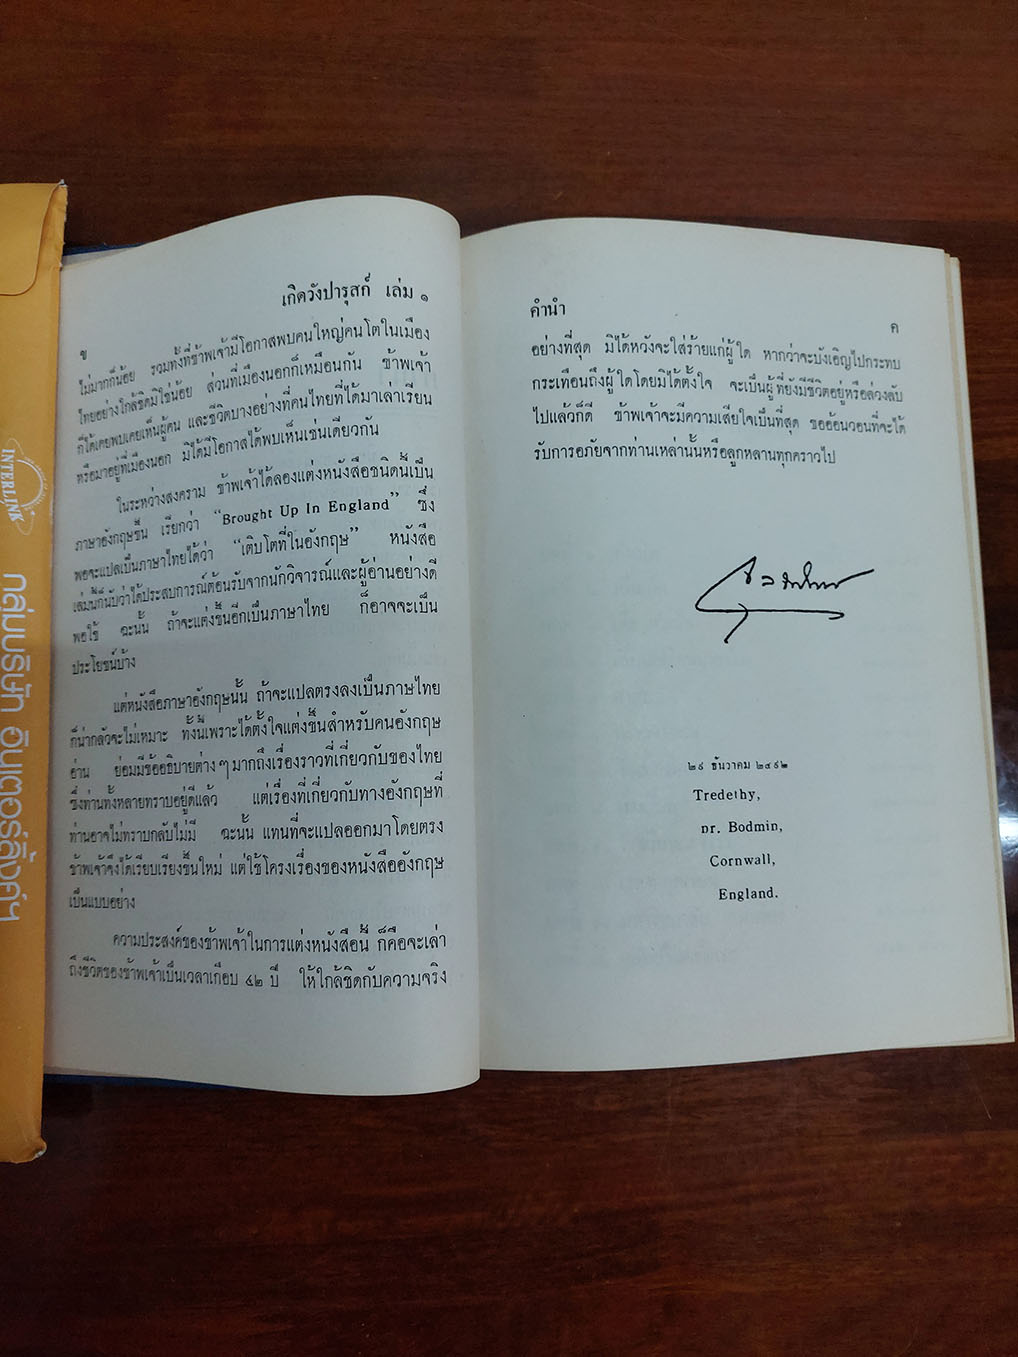 INTERLINK
กลุ่มบริษัท อินเตอร์ลิ้งค์ฯ
เกิดวังปารุสก์ เล่ม ๑
ข
ไม่มากก็น้อย รวมทั้งที่ข้าพเจ้ามีโอกาสพบคนใหญ่คนโตในเมือง
ไทยอย่างใกล้ชิดมิใช่น้อย ส่วนที่เมืองนอกก็เหมือนกัน ข้าพเจ้า
ก็ได้เคยพบเคยเห็นผู้คน และชีวิตบางอย่างที่คนไทยที่ได้มาเล่าเรียน
หรือมาอยู่ที่เมืองนอก มิได้มีโอกาสได้พบเห็นเช่นเดียวกัน
ในระหว่างสงคราม ข้าพเจ้าได้ลองแต่งหนังสือชนิดนี้เป็น
ภาษาอังกฤษขึ้น เรียกว่า “Brought Up In England” ซึ่ง
พอจะแปลเป็นภาษาไทยได้ว่า “เติบโตที่ในอังกฤษ” หนังสือ
เล่มนี้ก็นับว่าได้ประสบการณ์ต้อนรับจากนักวิจารณ์และผู้อ่านอย่างดี
พอใช้ ฉะนั้น ถ้าจะแต่งขึ้นอีกเป็นภาษาไทย ก็อาจจะเป็น
ประโยชน์บ้าง
แต่หนังสือภาษาอังกฤษนั้น ถ้าจะแปลตรงลงเป็นภาษาไทย
ก็น่ากลัวจะไม่เหมาะ ทั้งนี้เพราะได้ตั้งใจแต่งขึ้นสำหรับคนอังกฤษ
อ่าน ย่อมมีข้ออธิบายต่าง ๆ มากถึงเรื่องราวที่เกี่ยวกับของไทย
ซึ่งท่านทั้งหลายทราบอยู่ดีแล้ว แต่เรื่องที่เกี่ยวกับทางอังกฤษที่
ท่านอาจไม่ทราบกลับไม่มี ฉะนั้น แทนที่จะแปลออกมาโดยตรง
ข้าพเจ้าจึงได้เรียบเรียงขึ้นใหม่ แต่ใช้โครงเรื่องของหนังสืออังกฤษ
เป็นแบบอย่าง
ความประสงค์ของข้าพเจ้าในการแต่งหนังสือนี้ ก็คือจะเล่า
ถึงชีวิตของข้าพเจ้าเป็นเวลาเกือบ ๔๒ ปี ให้ใกล้ชิดกับความจริง
คำนำ
ค
อย่างที่สุด มิได้หวังจะใส่ร้ายแก่ผู้ใด หากว่าจะบังเอิญไปกระทบ
กระเทือนถึงผู้ใดโดยมิได้ตั้งใจ จะเป็นผู้ที่ยังมีชีวิตอยู่หรือล่วงลับ
ไปแล้วก็ดี ข้าพเจ้าจะมีความเสียใจเป็นที่สุด ขออ้อนวอนที่จะได้
รับการอภัยจากท่านเหล่านั้นหรือลูกหลานทุกคราวไป
๒๙ ธันวาคม ๒๔๙๒
Tredethy,
nr. Bodmin,
Cornwall,
England.